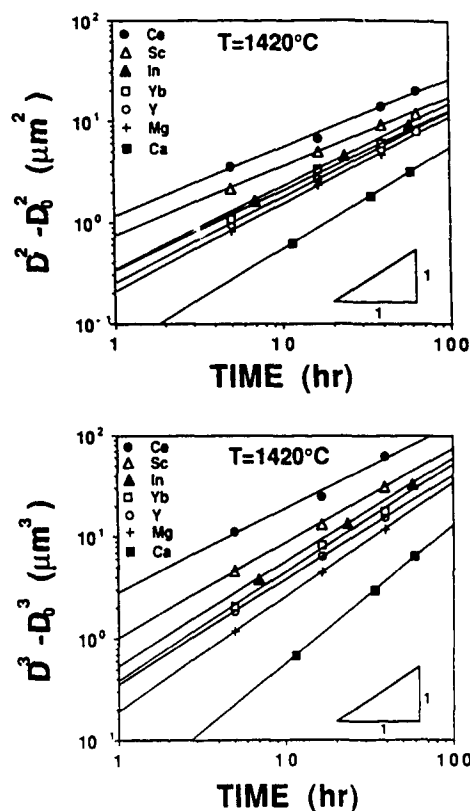 10²
T=1420°C
Ce
Sc
In
Yb
Y
Mg
Ca
10¹
10⁰
10⁻¹
D² -D₀² (μm²)
1
1
1 10 100
TIME (hr)
10²
T=1420°C
Ce
Sc
In
Yb
Y
Mg
Ca
10¹
10⁰
10⁻¹
D³ -D₀³ (μm³)
1
1
1 10 100
TIME (hr)